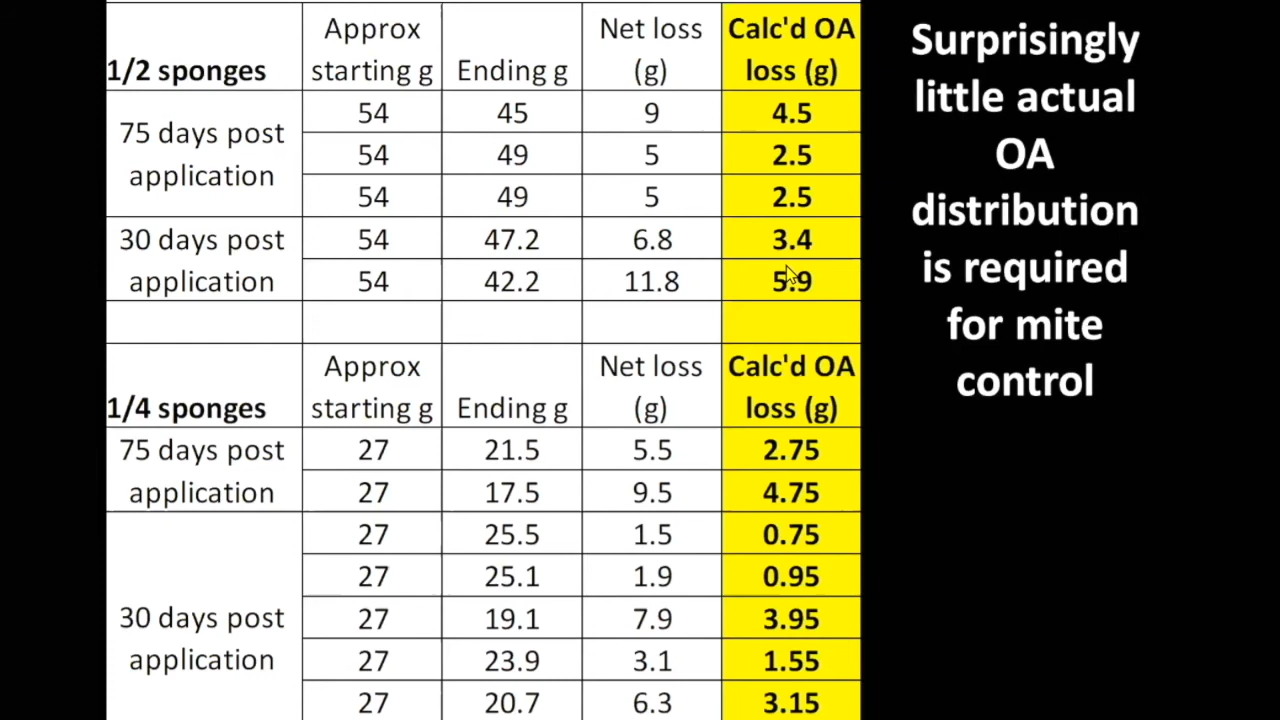 1/2 sponges Approx starting g Ending g Net loss (g) Calc'd OA loss (g)
75 days post application 54 45 9 4.5
54 49 5 2.5
54 49 5 2.5
30 days post application 54 47.2 6.8 3.4
54 42.2 11.8 5.9
1/4 sponges Approx starting g Ending g Net loss (g) Calc'd OA loss (g)
75 days post application 27 21.5 5.5 2.75
27 17.5 9.5 4.75
30 days post application 27 25.5 1.5 0.75
27 25.1 1.9 0.95
27 19.1 7.9 3.95
27 23.9 3.1 1.55
27 20.7 6.3 3.15
Surprisingly
little actual
OA
distribution
is required
for mite
control